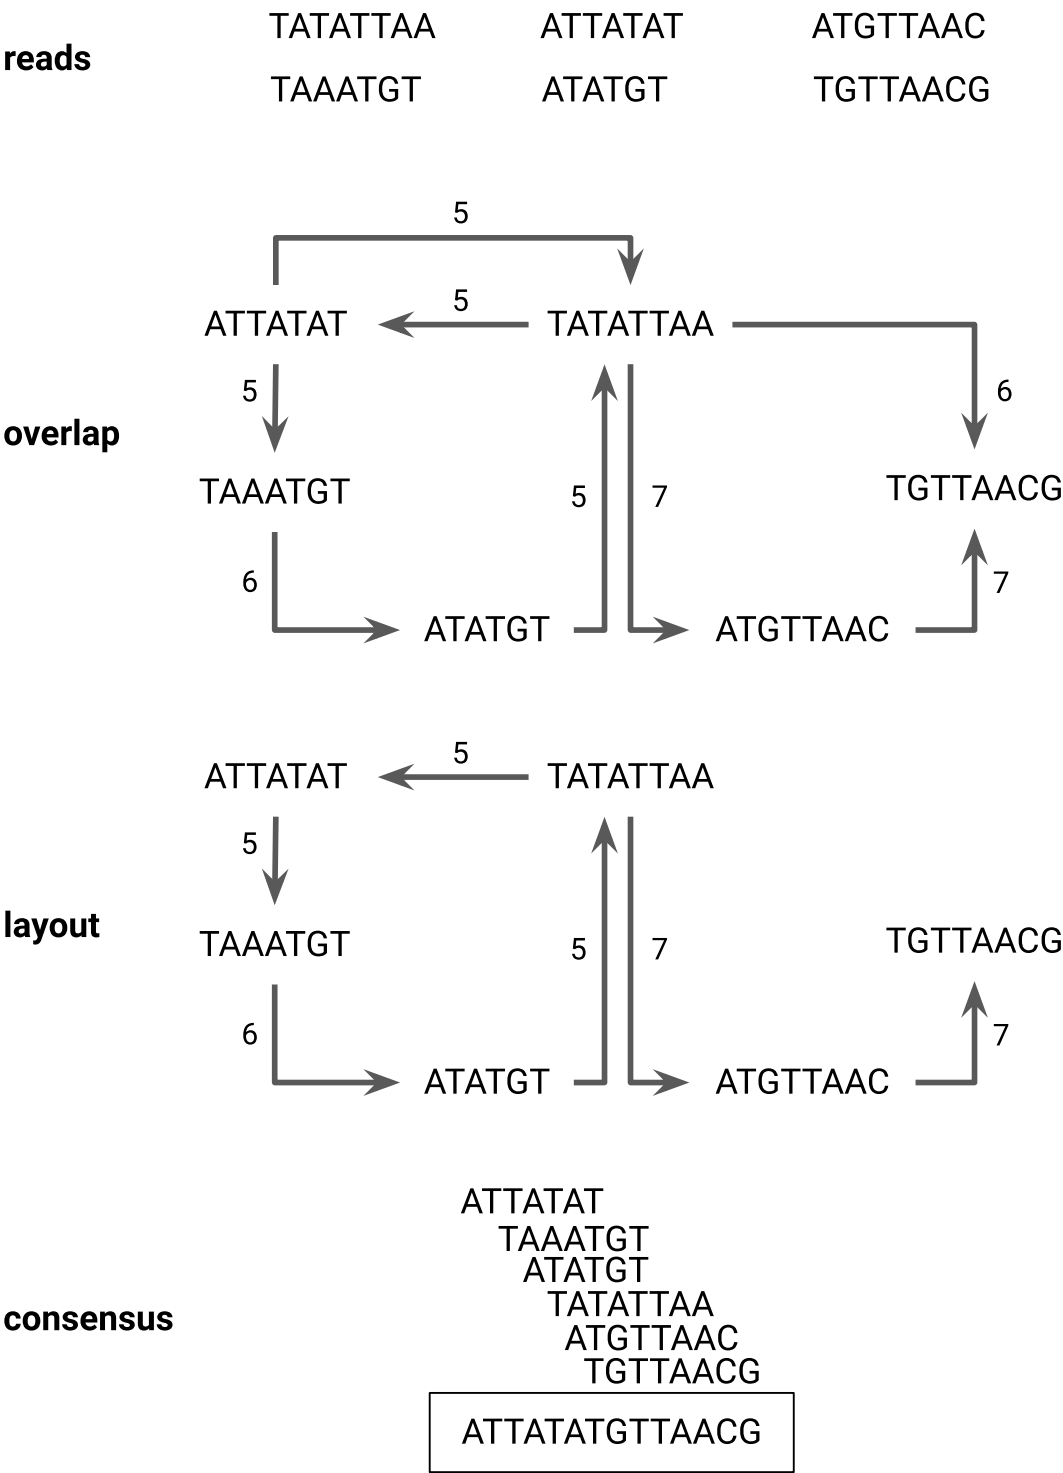 TATATTAA ATTATAT ATGTTAAC
reads
TAAATGT ATATGT TGTTAACG
5
5
ATTATAT TATATTAA
5 6
overlap
TAAATGT 5 7 TGTTAACG
6 7
ATATGT ATGTTAAC
5
ATTATAT TATATTAA
5
layout
TAAATGT 5 7 TGTTAACG
6 7
ATATGT ATGTTAAC
ATTATAT
TAAATGT
ATATGT
TATATTAA
consensus
ATGTTAAC
TGTTAACG
ATTATATGTTAACG